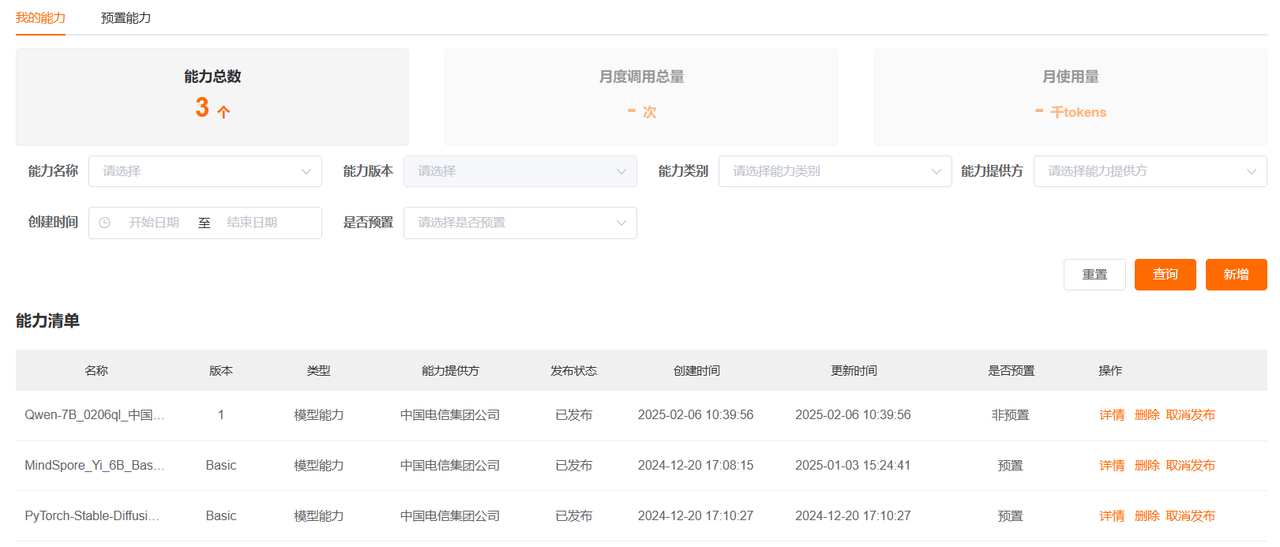 我的能力 预置能力
能力总数 月度调用总量 月使用量
3 个 - 次 - 千tokens
能力名称 请选择 能力版本 请选择 能力类别 请选择能力类别 能力提供方 请选择能力提供方
创建时间 开始日期 至 结束日期 是否预置 请选择是否预置
重置 查询 新增
能力清单
名称 版本 类型 能力提供方 发布状态 创建时间 更新时间 是否预置 操作
Qwen-7B_0206ql_中国... 1 模型能力 中国电信集团公司 已发布 2025-02-06 10:39:56 2025-02-06 10:39:56 非预置 详情 删除 取消发布
MindSpore_Yi_6B_Bas... Basic 模型能力 中国电信集团公司 已发布 2024-12-20 17:08:15 2025-01-03 15:24:41 预置 详情 删除 取消发布
PyTorch-Stable-Diffusi... Basic 模型能力 中国电信集团公司 已发布 2024-12-20 17:10:27 2024-12-20 17:10:27 预置 详情 删除 取消发布